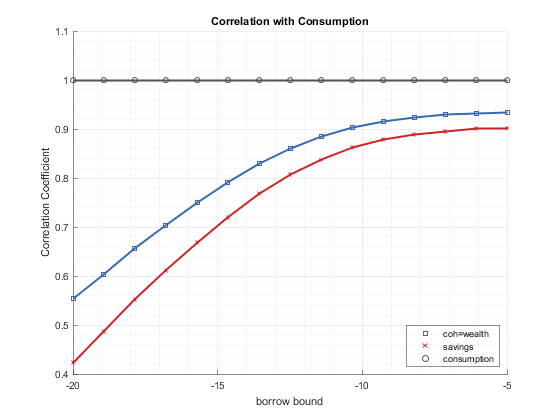 Correlation with Consumption
1.1
1
0.9
0.8
0.7
0.6
0.5
0.4
Correlation Coefficient
coh=wealth
savings
consumption
-20
-15
-10
-5
borrow bound